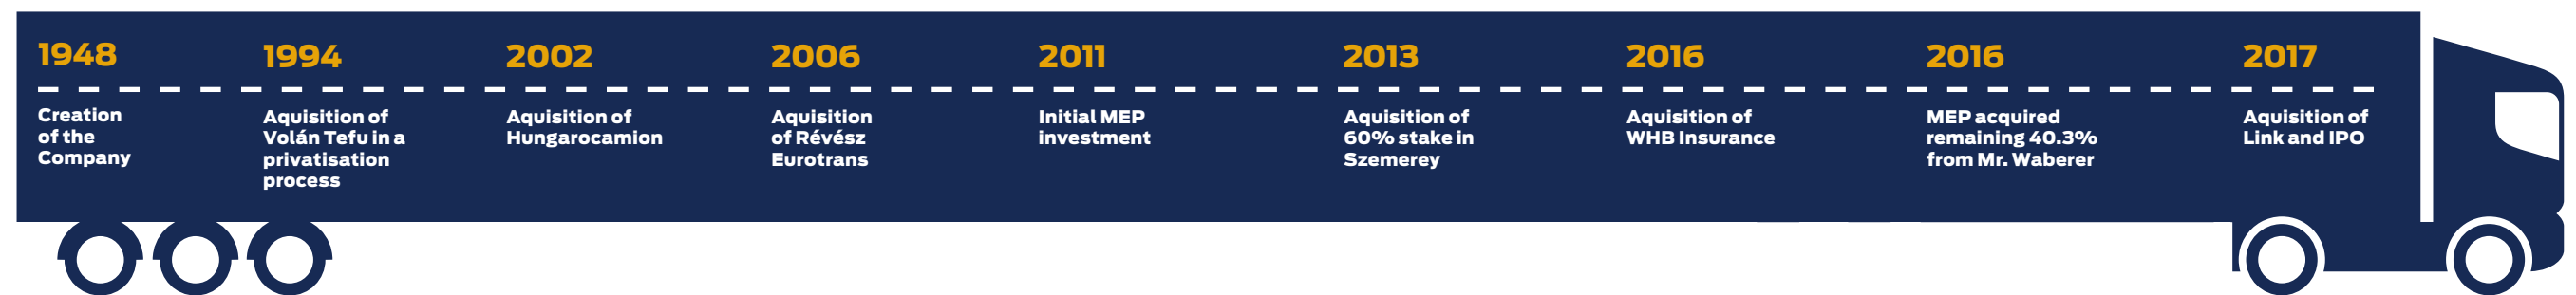 1948
Creation
of the
Company
1994
Aquisition of
Volán Tefu in a
privatisation
process
2002
Aquisition of
Hungarocamion
2006
Aquisition
of Révész
Eurotrans
2011
Initial MEP
investment
2013
Aquisition of
60% stake in
Szemerey
2016
Aquisition of
WHB Insurance
2016
MEP acquired
remaining 40.3%
from Mr. Waberer
2017
Aquisition of
Link and IPO